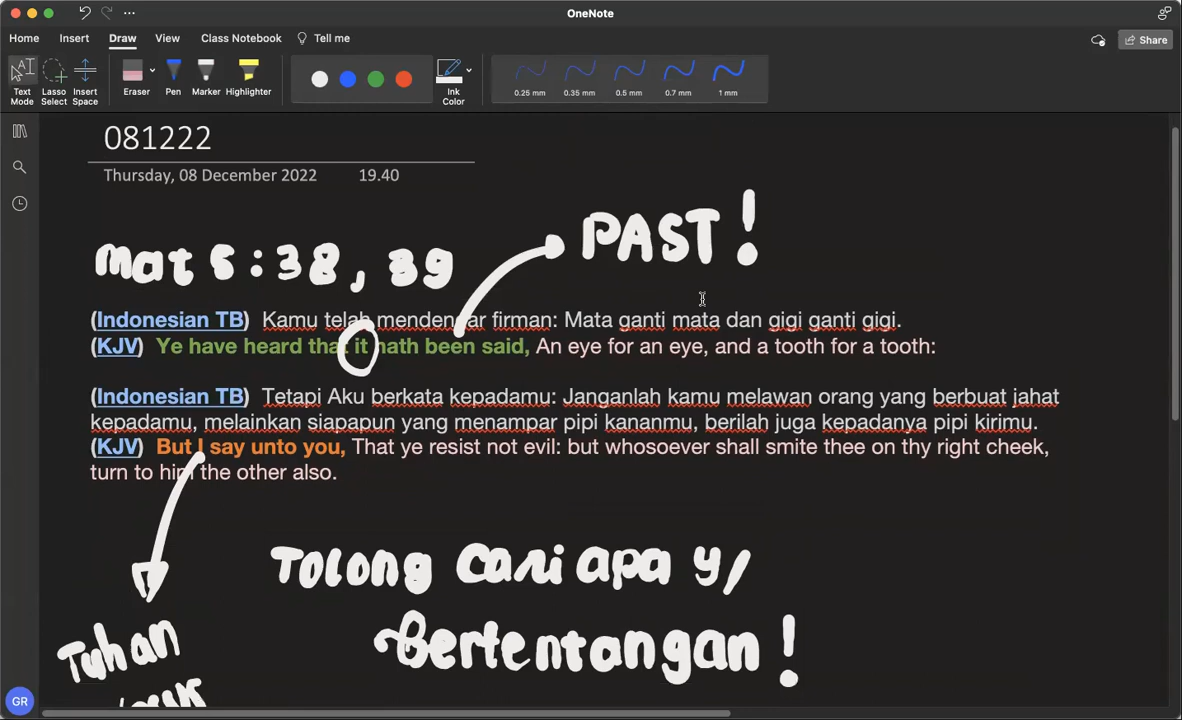 OneNote
Home Insert Draw View Class Notebook Tell me
Share
Text Mode
Lasso Select
Insert Space
Eraser
Pen
Marker
Highlighter
Ink Color
0.25 mm 0.35 mm 0.5 mm 0.7 mm 1 mm
081222
Thursday, 08 December 2022 19.40
PAST!
mat 5:38, 39
(Indonesian TB) Kamu telah mendengar firman: Mata ganti mata dan gigi ganti gigi.
(KJV) Ye have heard that it hath been said, An eye for an eye, and a tooth for a tooth:
(Indonesian TB) Tetapi Aku berkata kepadamu: Janganlah kamu melawan orang yang berbuat jahat
kepadamu, melainkan siapapun yang menampar pipi kananmu, berilah juga kepadanya pipi kirimu.
(KJV) But I say unto you, That ye resist not evil: but whosoever shall smite thee on thy right cheek,
turn to him the other also.
Tolong Cari apa y/
Bertentangan!
Tuhan
GR